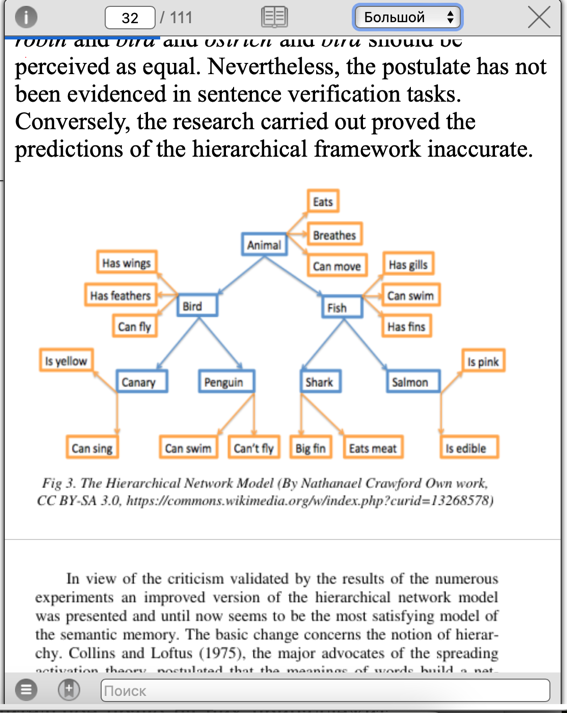 32 / 111
Большой
robin and bird and ostrich and bird should be
perceived as equal. Nevertheless, the postulate has not
been evidenced in sentence verification tasks.
Conversely, the research carried out proved the
predictions of the hierarchical framework inaccurate.
Eats
Animal
Breathes
Can move
Has wings
Has feathers
Can fly
Bird
Fish
Has gills
Can swim
Has fins
Is yellow
Canary
Penguin
Shark
Salmon
Is pink
Can sing
Can swim
Can't fly
Big fin
Eats meat
Is edible
Fig 3. The Hierarchical Network Model (By Nathanael Crawford Own work,
CC BY-SA 3.0, https://commons.wikimedia.org/w/index.php?curid=13268578)
In view of the criticism validated by the results of the numerous
experiments an improved version of the hierarchical network model
was presented and until now seems to be the most satisfying model of
the semantic memory. The basic change concerns the notion of hierar-
chy. Collins and Loftus (1975), the major advocates of the spreading
activation theory, postulated that the meanings of words build a net-
Поиск